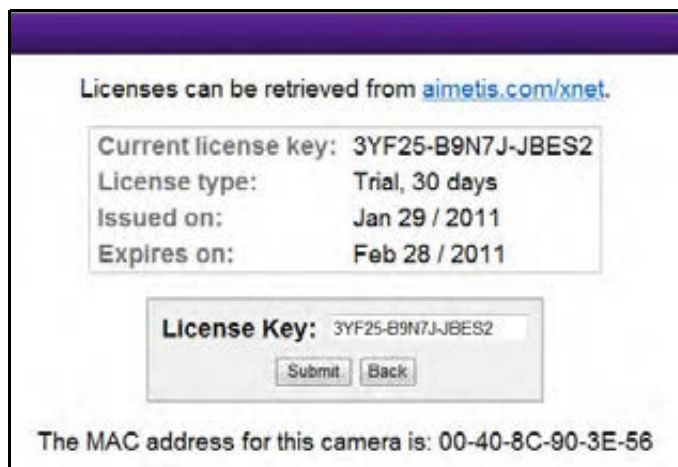 Licenses can be retrieved from aimetis.com/xnet.
Current license key: 3YF25-B9N7J-JBES2
License type: Trial, 30 days
Issued on: Jan 29 / 2011
Expires on: Feb 28 / 2011
License Key: 3YF25-B9N7J-JBES2
Submit Back
The MAC address for this camera is: 00-40-8C-90-3E-56